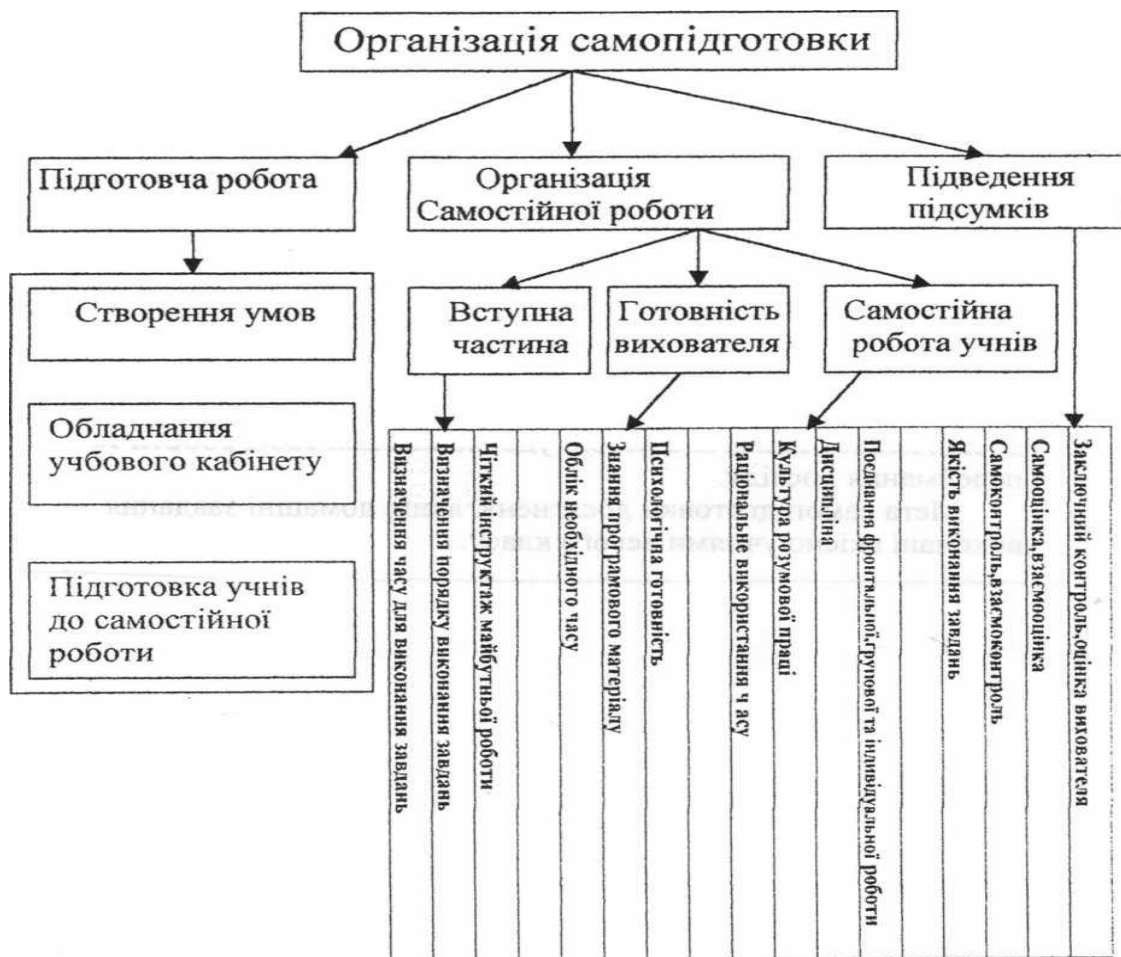 Організація самопідготовки
Підготовча робота
Організація
Самостійної роботи
Підведення
підсумків
Створення умов
Обладнання
учбового кабінету
Підготовка учнів
до самостійної
роботи
Вступна
частина
Готовність
вихователя
Самостійна
робота учнів
Визначення часу для виконання завдань
Визначення порядку виконання завдань
Чіткий інструктаж майбутньої роботи
Облік необхідного часу
Знання програмового матеріалу
Психологічна готовність
Раціональне використання ч асу
Культура розумової праці
Дисципліна
Поєднання фонтальної,групової та індивідуальної роботи
Якість виконання завдань
Самоконтроль,взаємоконтроль
Самооцінка,взаємооцінка
Заключний контроль,оцінка вихователя